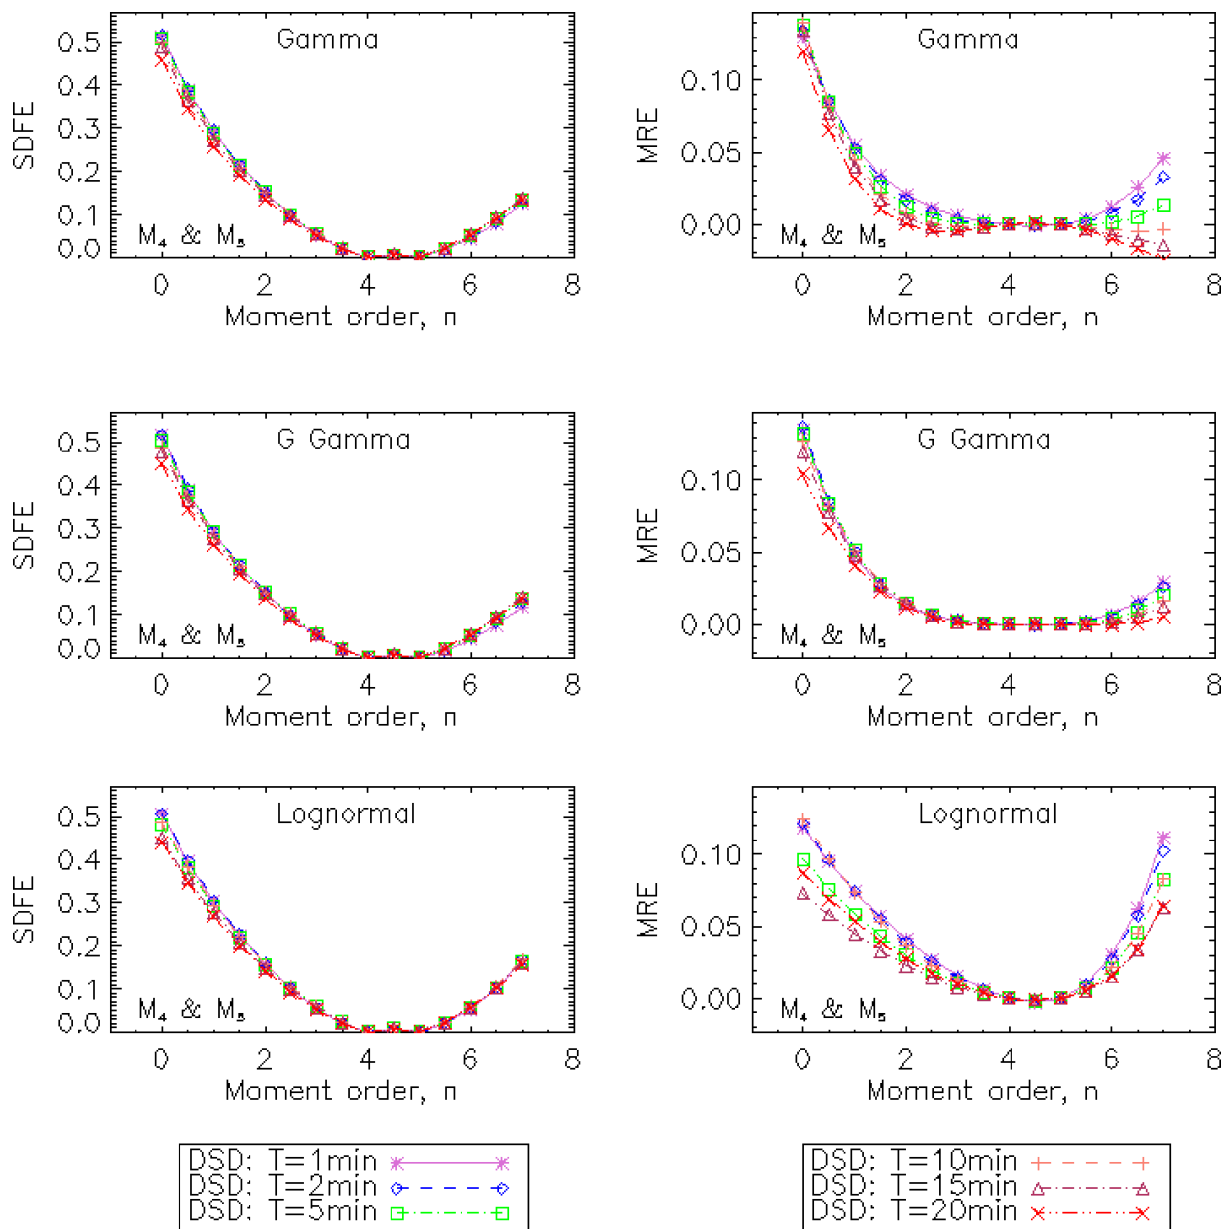 Gamma
SDFE
0.5
0.4
0.3
0.2
0.1
0.0
M₄ & M₅
0 2 4 6 8
Moment order, n
Gamma
MRE
0.10
0.05
0.00
M₄ & M₅
0 2 4 6 8
Moment order, n
G Gamma
SDFE
0.5
0.4
0.3
0.2
0.1
0.0
M₄ & M₅
0 2 4 6 8
Moment order, n
G Gamma
MRE
0.10
0.05
0.00
M₄ & M₅
0 2 4 6 8
Moment order, n
Lognormal
SDFE
0.5
0.4
0.3
0.2
0.1
0.0
M₄ & M₅
0 2 4 6 8
Moment order, n
Lognormal
MRE
0.10
0.05
0.00
M₄ & M₅
0 2 4 6 8
Moment order, n
DSD: T=1min
DSD: T=2min
DSD: T=5min
DSD: T=10min
DSD: T=15min
DSD: T=20min